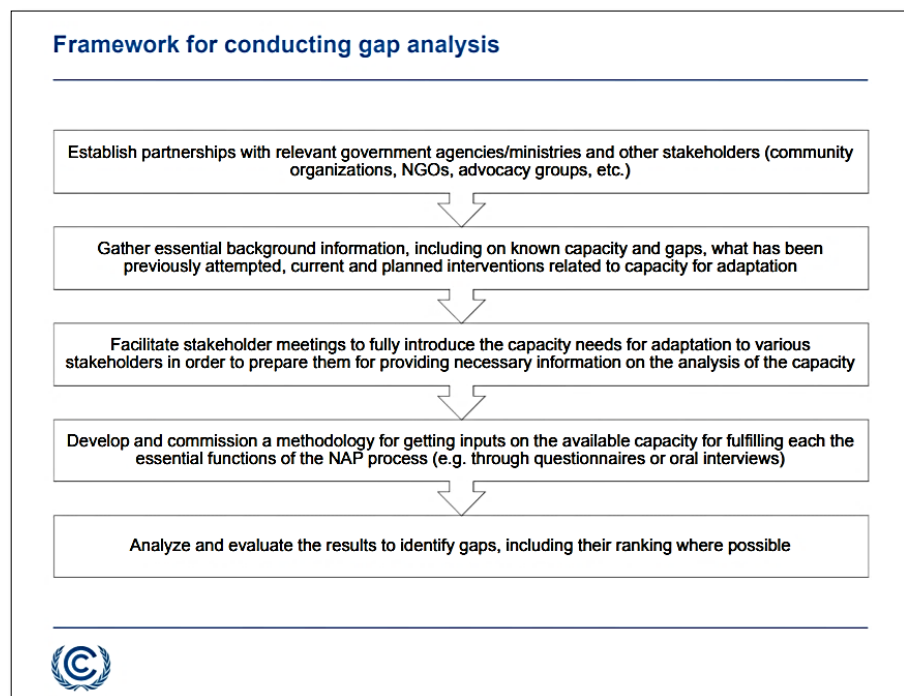 Framework for conducting gap analysis
Establish partnerships with relevant government agencies/ministries and other stakeholders (community
organizations, NGOs, advocacy groups, etc.)
Gather essential background information, including on known capacity and gaps, what has been
previously attempted, current and planned interventions related to capacity for adaptation
Facilitate stakeholder meetings to fully introduce the capacity needs for adaptation to various
stakeholders in order to prepare them for providing necessary information on the analysis of the capacity
Develop and commission a methodology for getting inputs on the available capacity for fulfilling each the
essential functions of the NAP process (e.g. through questionnaires or oral interviews)
Analyze and evaluate the results to identify gaps, including their ranking where possible